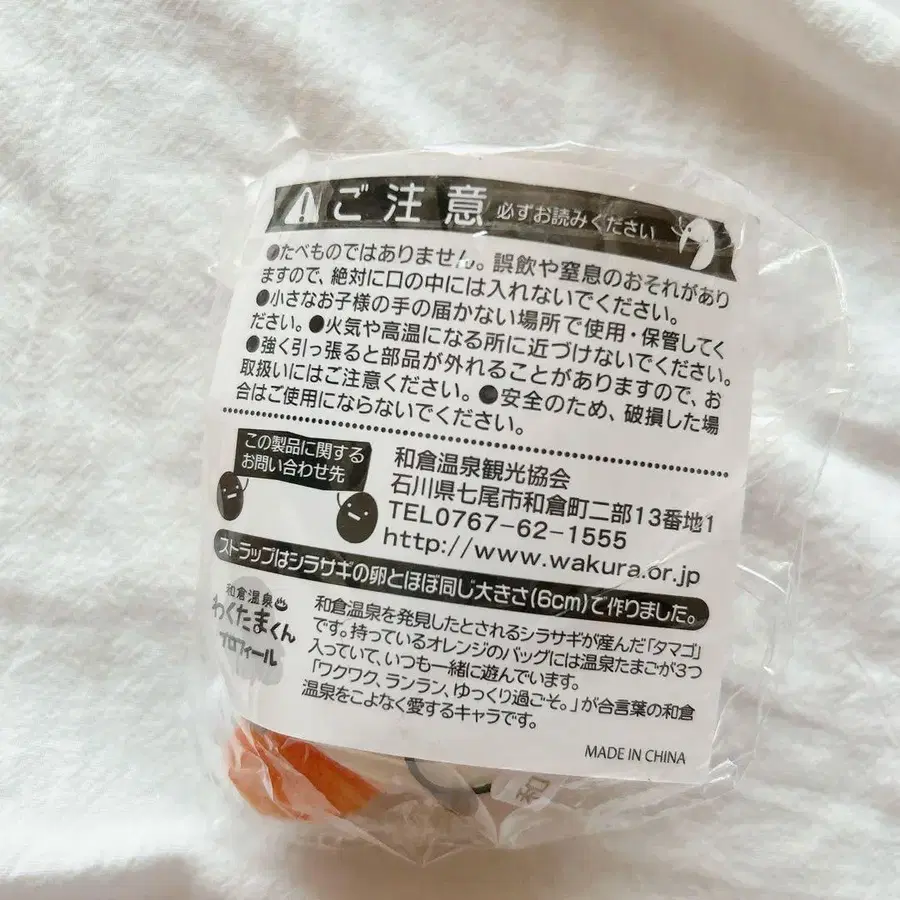 ご注意 必ずお読みください
●たべものではありません。誤飲や窒息のおそれがあり
ますので、絶対に口の中には入れないでください。
●小さなお子様の手の届かない場所で使用・保管してく
ださい。●火気や高温になる所に近づけないでください。
●強く引っ張ると部品が外れることがありますので、お
取扱いにはご注意ください。●安全のため、破損した場
合はご使用にならないでください。
この製品に関する
お問い合わせ先
和倉温泉観光協会
石川県七尾市和倉町二部13番地1
TEL0767-62-1555
http://www.wakura.or.jp
ストラップはシラサギの卵とほぼ同じ大きさ(6cm)で作りました。
和倉温泉
わくたまくん
プロフィール
和倉温泉を発見したとされるシラサギが産んだ「タマゴ」
です。持っているオレンジのバッグには温泉たまごが3つ
入っていて、いつも一緒に遊んでいます。
「ワクワク、ランラン、ゆっくり過ごそ。」が合言葉の和倉
温泉をこよなく愛するキャラです。
MADE IN CHINA